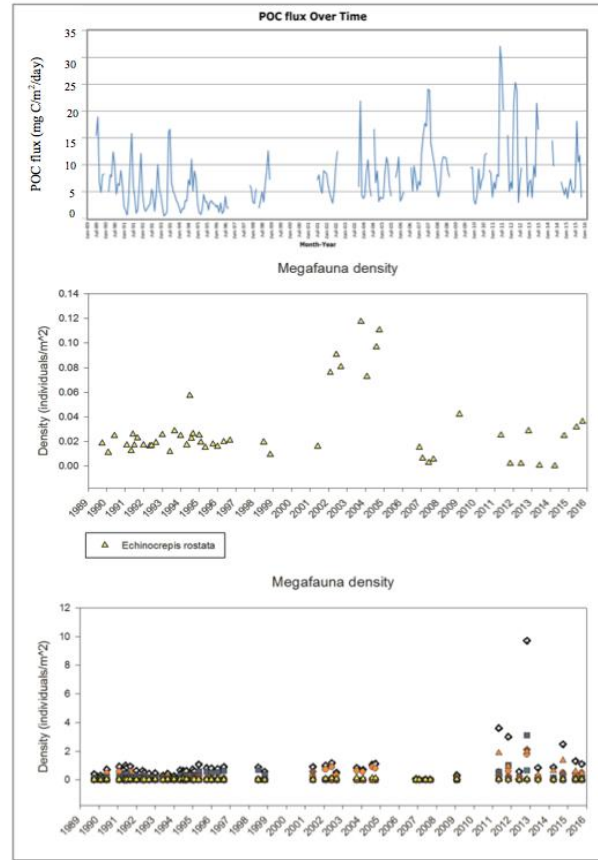 POC flux Over Time
POC flux (mg C/m²/day)
35
30
25
20
15
10
5
0
Month-Year
Megafauna density
Density (individuals/m^2)
0.14
0.12
0.10
0.08
0.06
0.04
0.02
0.00
1989 1990 1991 1992 1993 1994 1995 1996 1997 1998 1999 2000 2001 2002 2003 2004 2005 2006 2007 2008 2009 2010 2011 2012 2013 2014 2015 2016
Echinocrepis rostata
Megafauna density
Density (individuals/m^2)
12
10
8
6
4
2
0
1989 1990 1991 1992 1993 1994 1995 1996 1997 1998 1999 2000 2001 2002 2003 2004 2005 2006 2007 2008 2009 2010 2011 2012 2013 2014 2015 2016